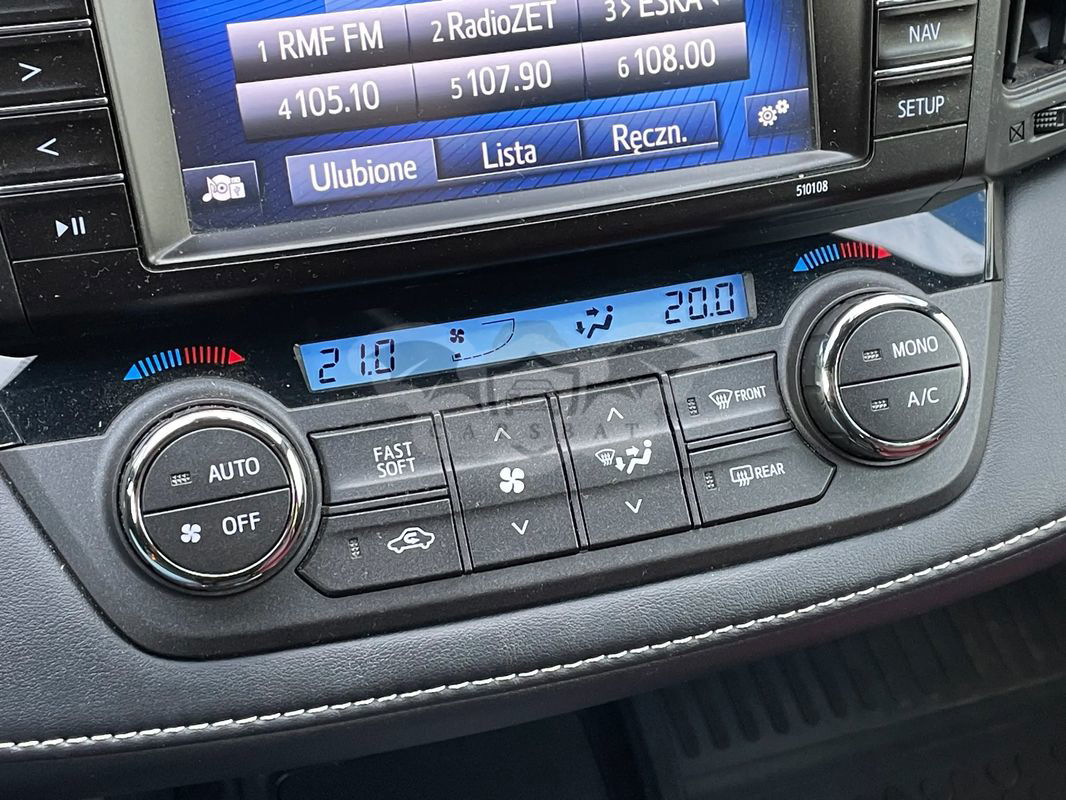 1 RMF FM 2 RadioZET 3> ESKA <
4 105.10 5 107.90 6 108.00
Ulubione Lista Ręczn.
NAV
SETUP
510108
21.0 20.0
AUTO
OFF
FAST
SOFT
FRONT
REAR
MONO
A/C
CARSEAT